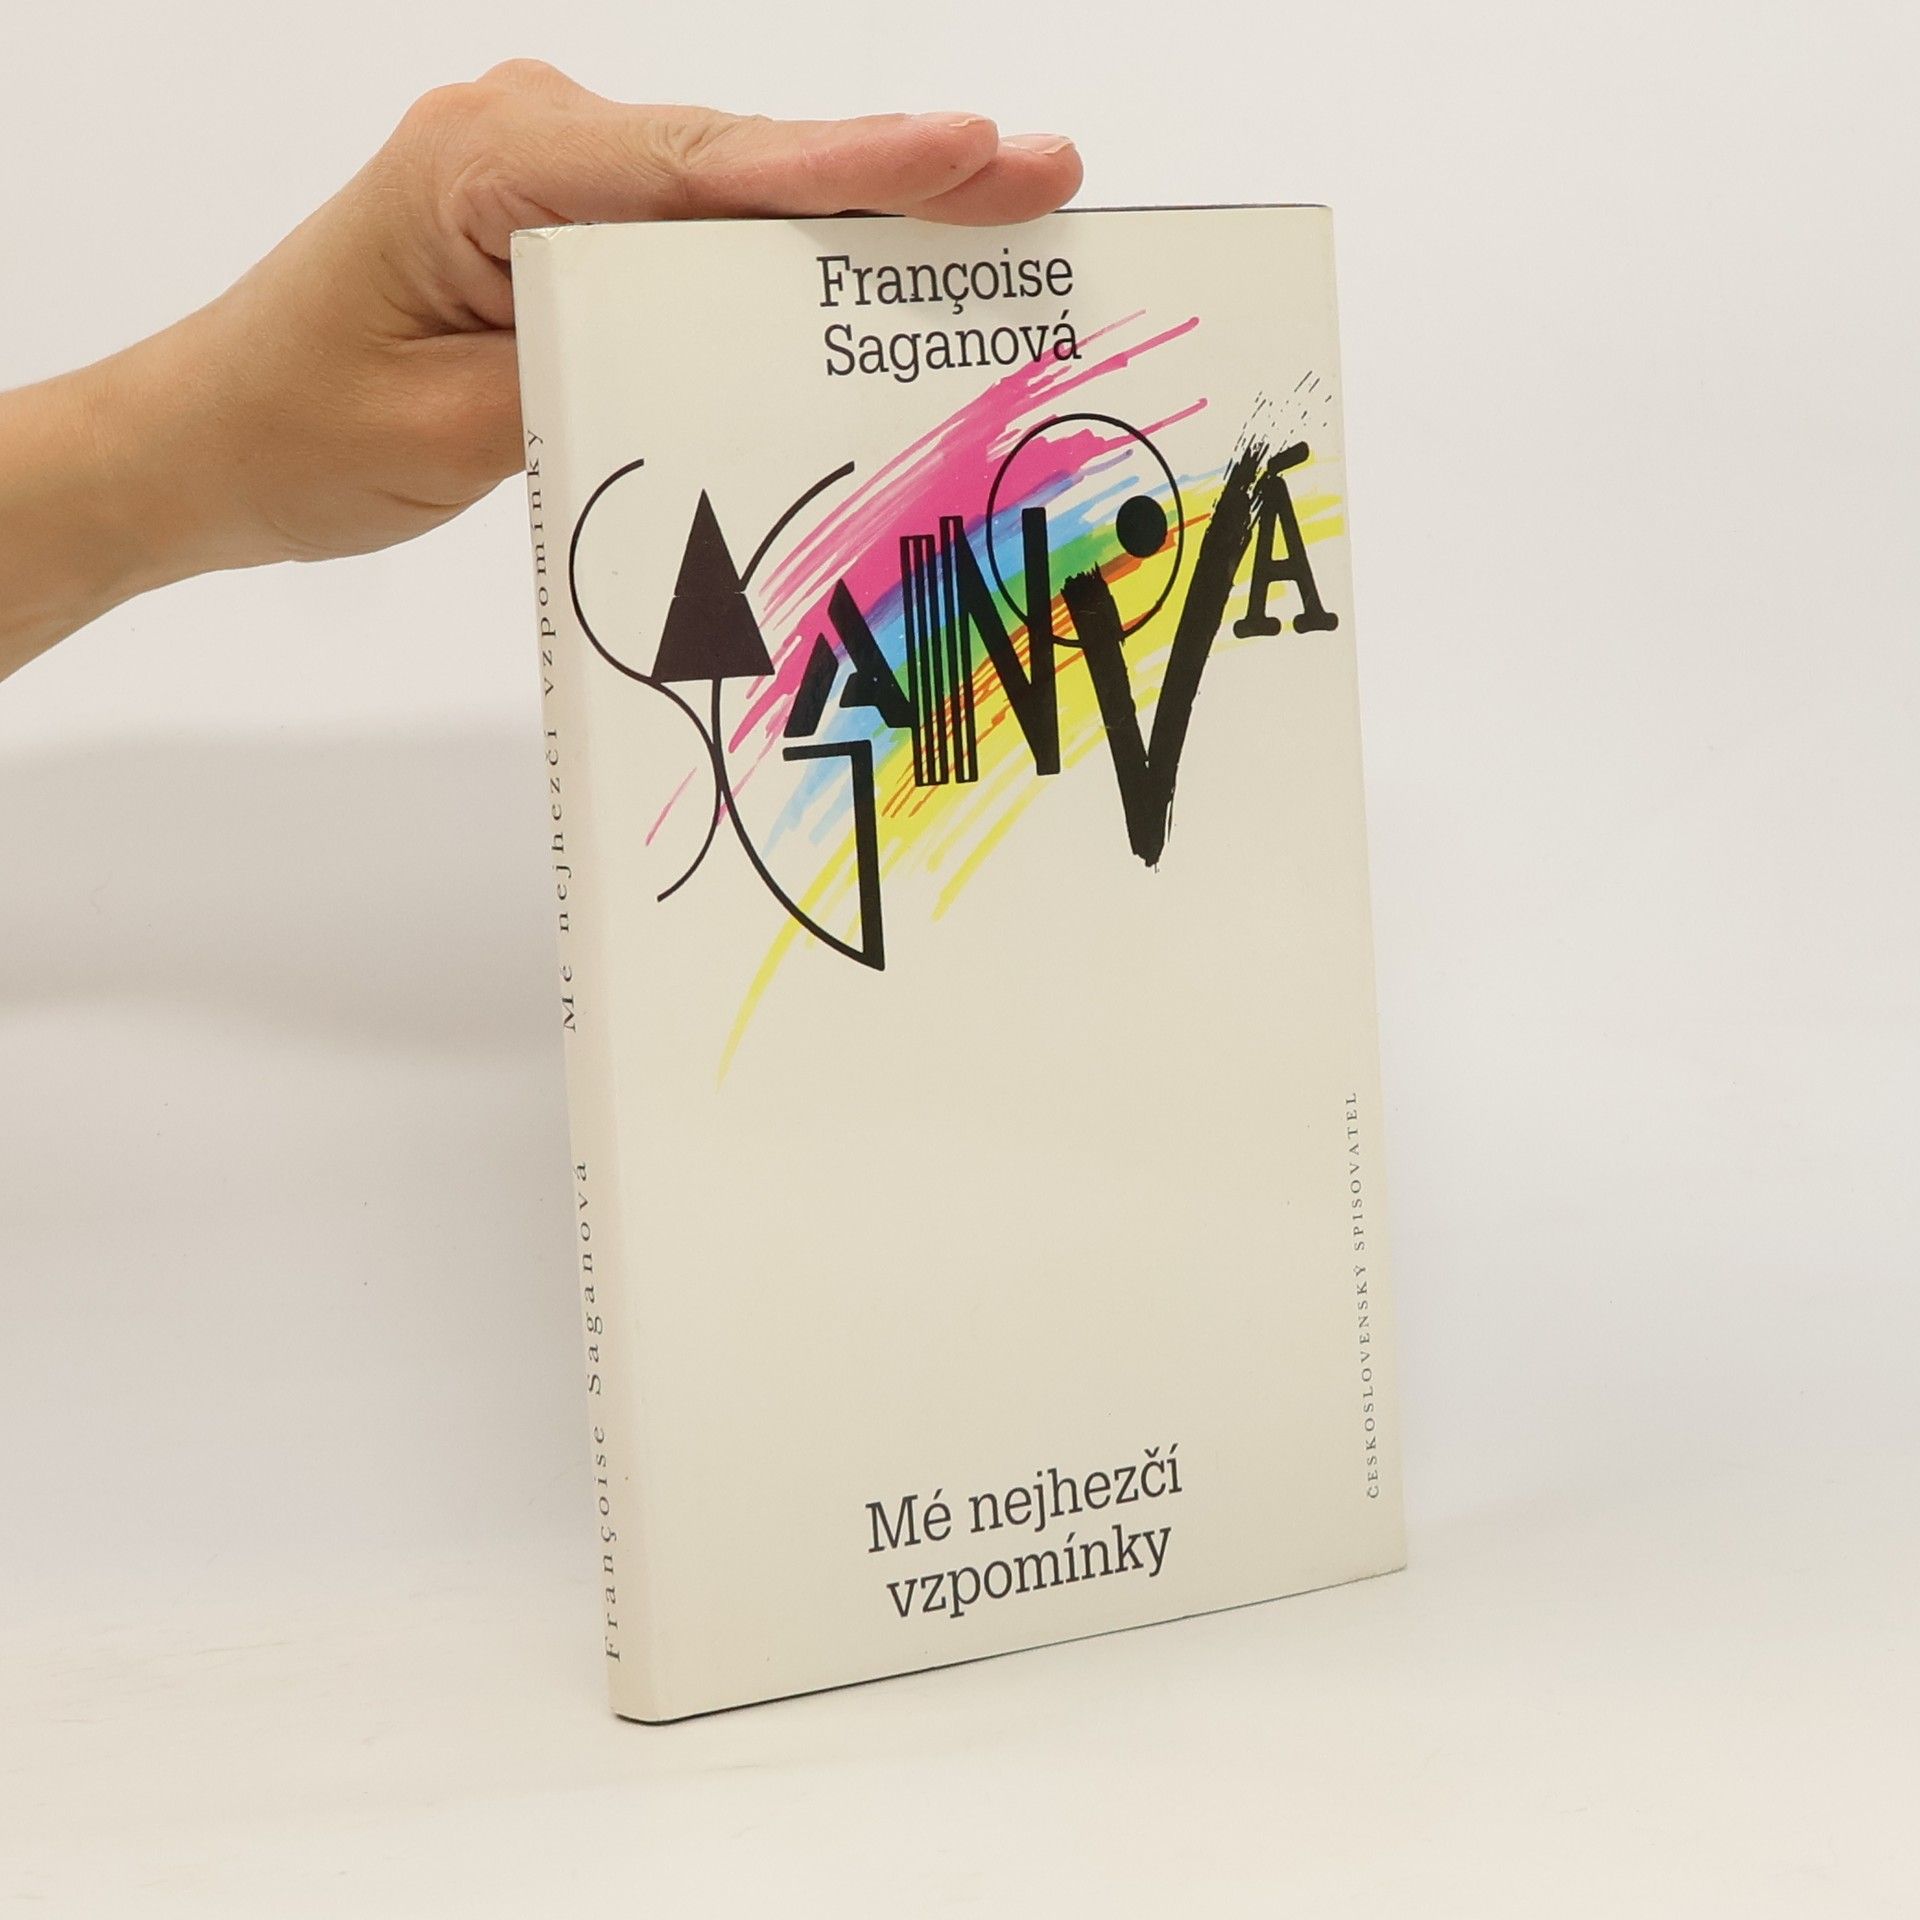 Françoise
Saganová
SAGANOVÁ
Mé nejhezčí
vzpomínky
ČESKOSLOVENSKÝ SPISOVATEL
Françoise Saganová Mé nejhezčí vzpomínky